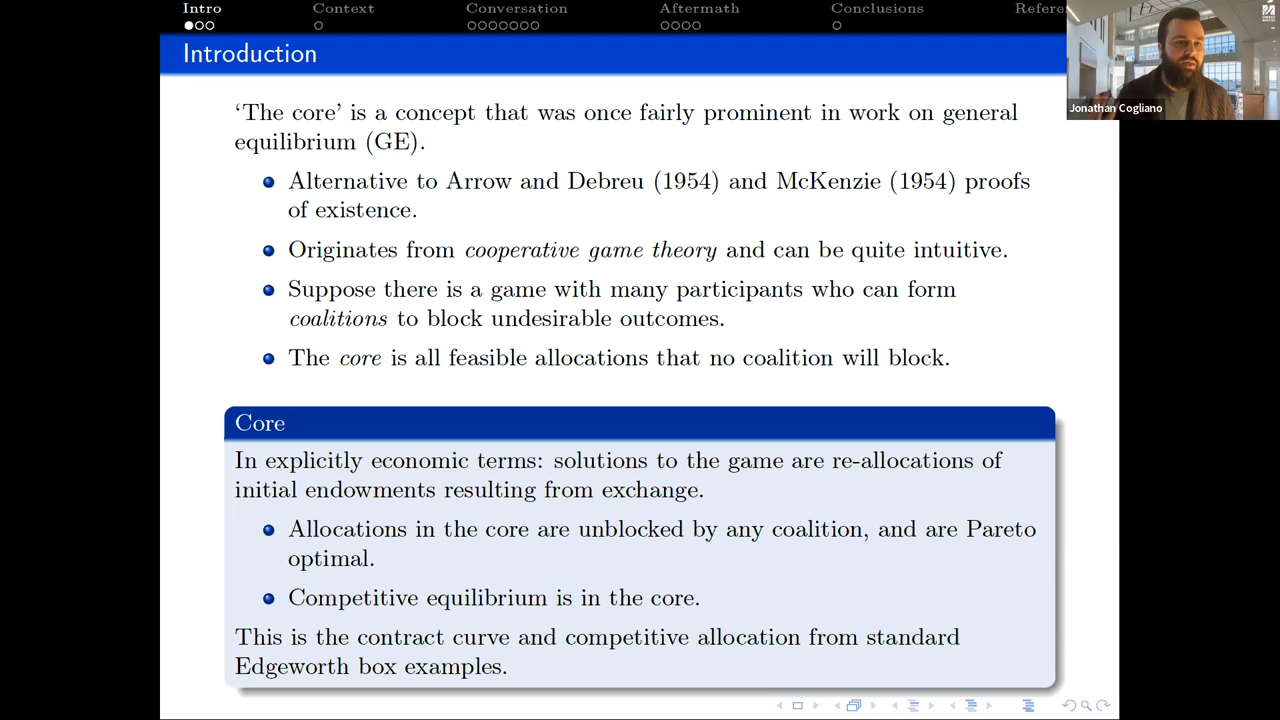 Intro Context Conversation Aftermath Conclusions Refere
Introduction
Jonathan Cogliano
‘The core’ is a concept that was once fairly prominent in work on general
equilibrium (GE).
Alternative to Arrow and Debreu (1954) and McKenzie (1954) proofs
of existence.
Originates from cooperative game theory and can be quite intuitive.
Suppose there is a game with many participants who can form
coalitions to block undesirable outcomes.
The core is all feasible allocations that no coalition will block.
Core
In explicitly economic terms: solutions to the game are re-allocations of
initial endowments resulting from exchange.
Allocations in the core are unblocked by any coalition, and are Pareto
optimal.
Competitive equilibrium is in the core.
This is the contract curve and competitive allocation from standard
Edgeworth box examples.